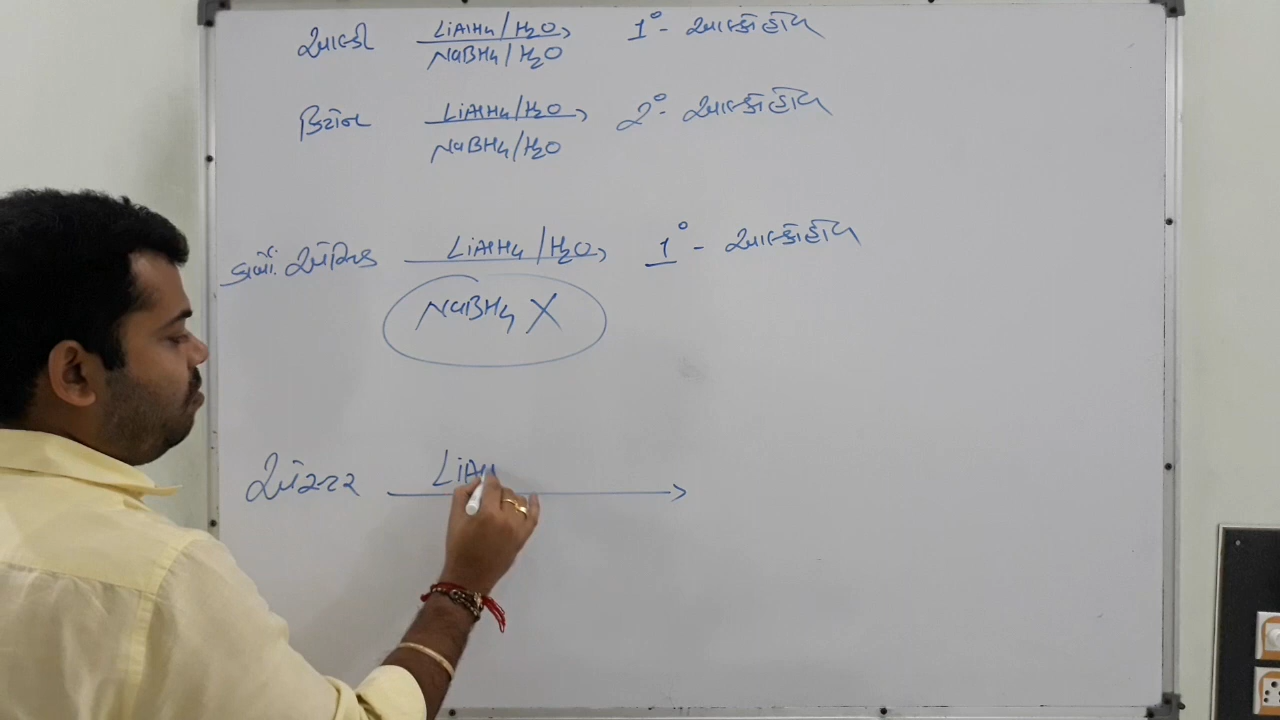 આલ્ડી LiAlH4/H2O 1° - આલ્કોહોલ
NaBH4/H2O
કિટોન LiAlH4/H2O 2° - આલ્કોહોલ
NaBH4/H2O
કાર્બો. એસિડ LiAlH4/H2O 1° - આલ્કોહોલ
NaBH4 X
એસ્ટર LiAl